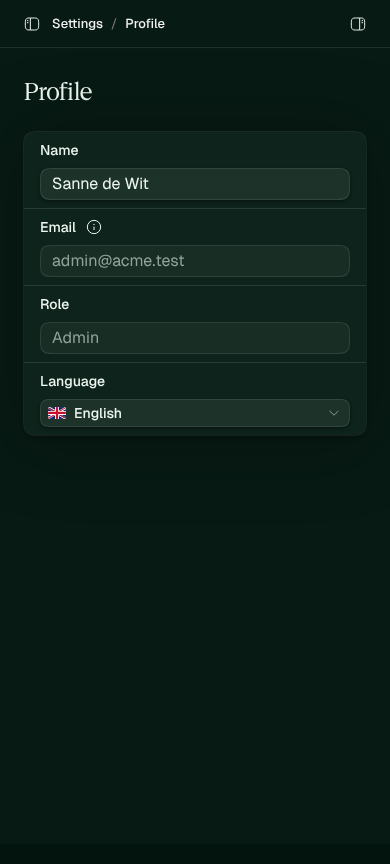 Settings / Profile
Profile
Name
Sanne de Wit
Email
admin@acme.test
Role
Admin
Language
English